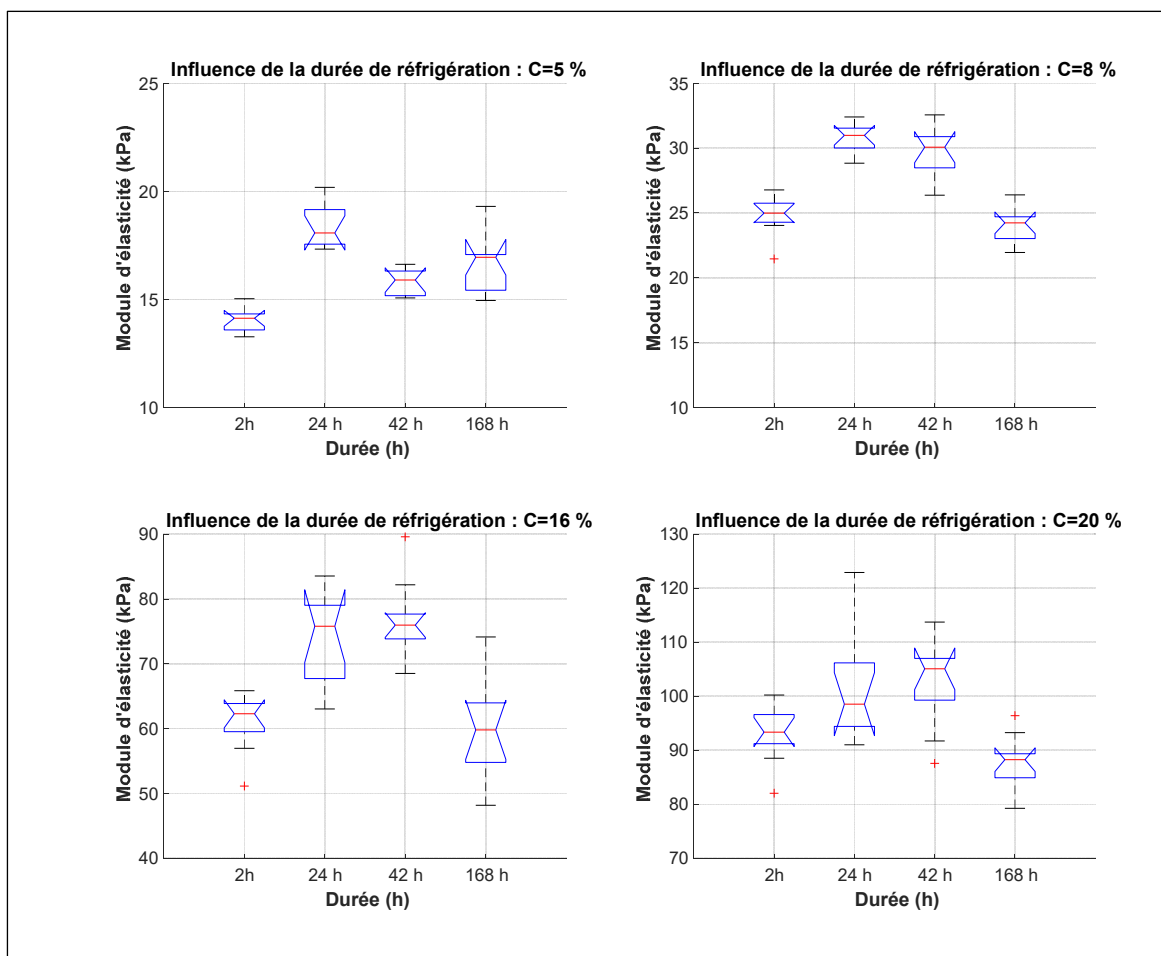 Influence de la durée de réfrigération : C=5 %
Module d'élasticité (kPa)
25
20
15
10
2h 24 h 42 h 168 h
Durée (h)
Influence de la durée de réfrigération : C=8 %
Module d'élasticité (kPa)
35
30
25
20
15
10
2h 24 h 42 h 168 h
Durée (h)
Influence de la durée de réfrigération : C=16 %
Module d'élasticité (kPa)
90
80
70
60
50
40
2h 24 h 42 h 168 h
Durée (h)
Influence de la durée de réfrigération : C=20 %
Module d'élasticité (kPa)
130
120
110
100
90
80
70
2h 24 h 42 h 168 h
Durée (h)